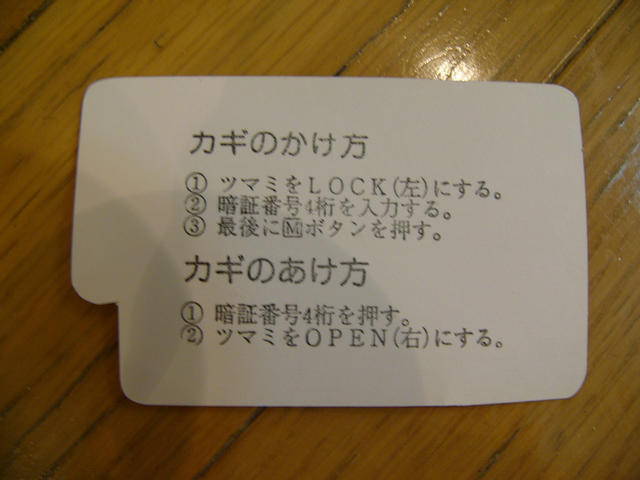 カギのかけ方
① ツマミをLOCK(左)にする。
② 暗証番号4桁を入力する。
③ 最後にMボタンを押す。
カギのあけ方
① 暗証番号4桁を押す。
② ツマミをOPEN(右)にする。